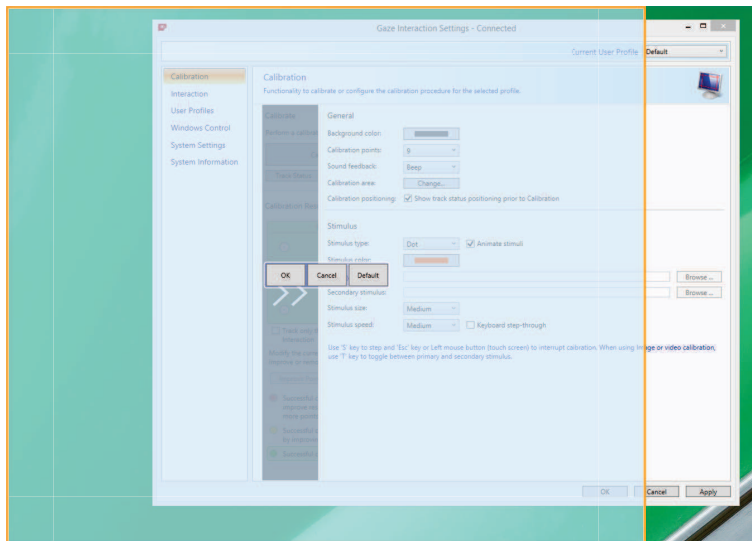 Gaze Interaction Settings - Connected
Current User Profile Default
Calibration
Interaction
User Profiles
Windows Control
System Settings
System Information
Calibration
Functionality to calibrate or configure the calibration procedure for the selected profile.
Calibrate
General
Background color:
Calibration points: 9
Sound feedback: Beep
Calibration area: Change...
Calibration positioning: Show track status positioning prior to Calibration
Track Status
Stimulus
Stimulus type: Dot Animate stimuli
Stimulus color:
OK Cancel Default
Browse ...
Secondary stimulus: Browse ...
Stimulus size: Medium
Stimulus speed: Medium Keyboard step-through
Use 'S' key to step and 'Esc' key or Left mouse button (touch screen) to interrupt calibration. When using image or video calibration,
use 'T' key to toggle between primary and secondary stimulus.
OK Cancel Apply